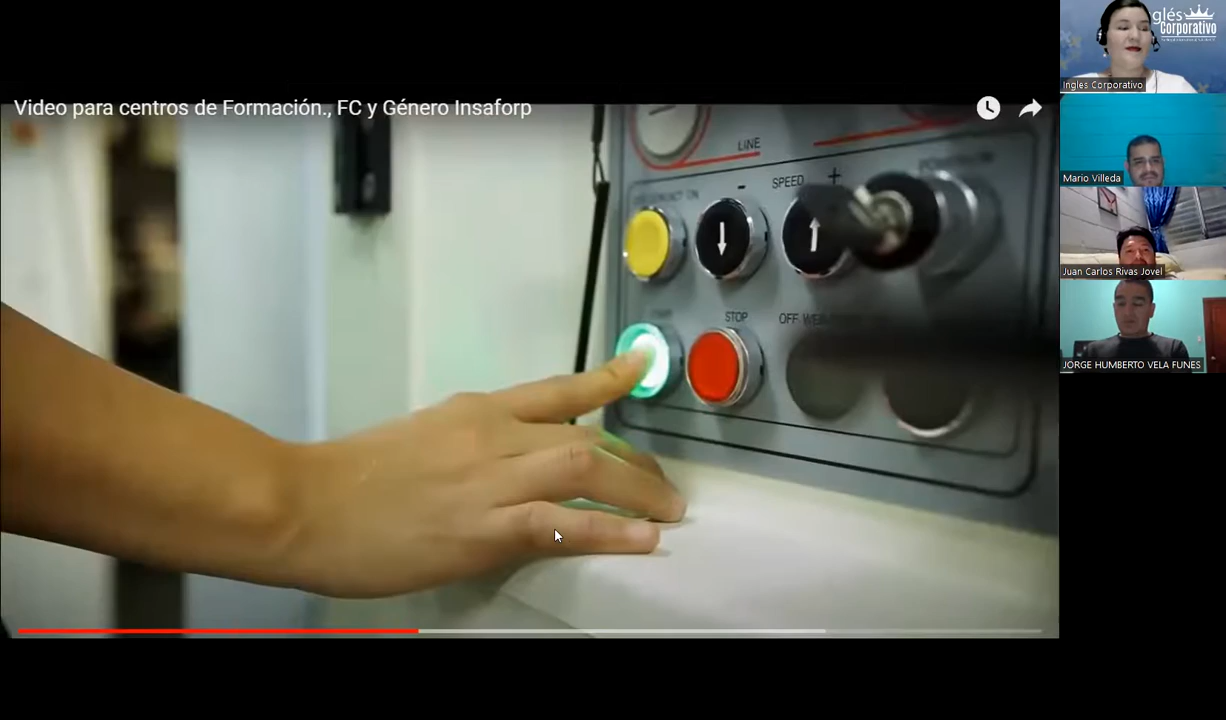 Video para centros de Formación., FC y Género Insaforp
LINE
- SPEED +
STOP
OFF
glés
Corporativo
Ingles Corporativo
Mario Villeda
Juan Carlos Rivas Jovel
JORGE HUMBERTO VELA FUNES